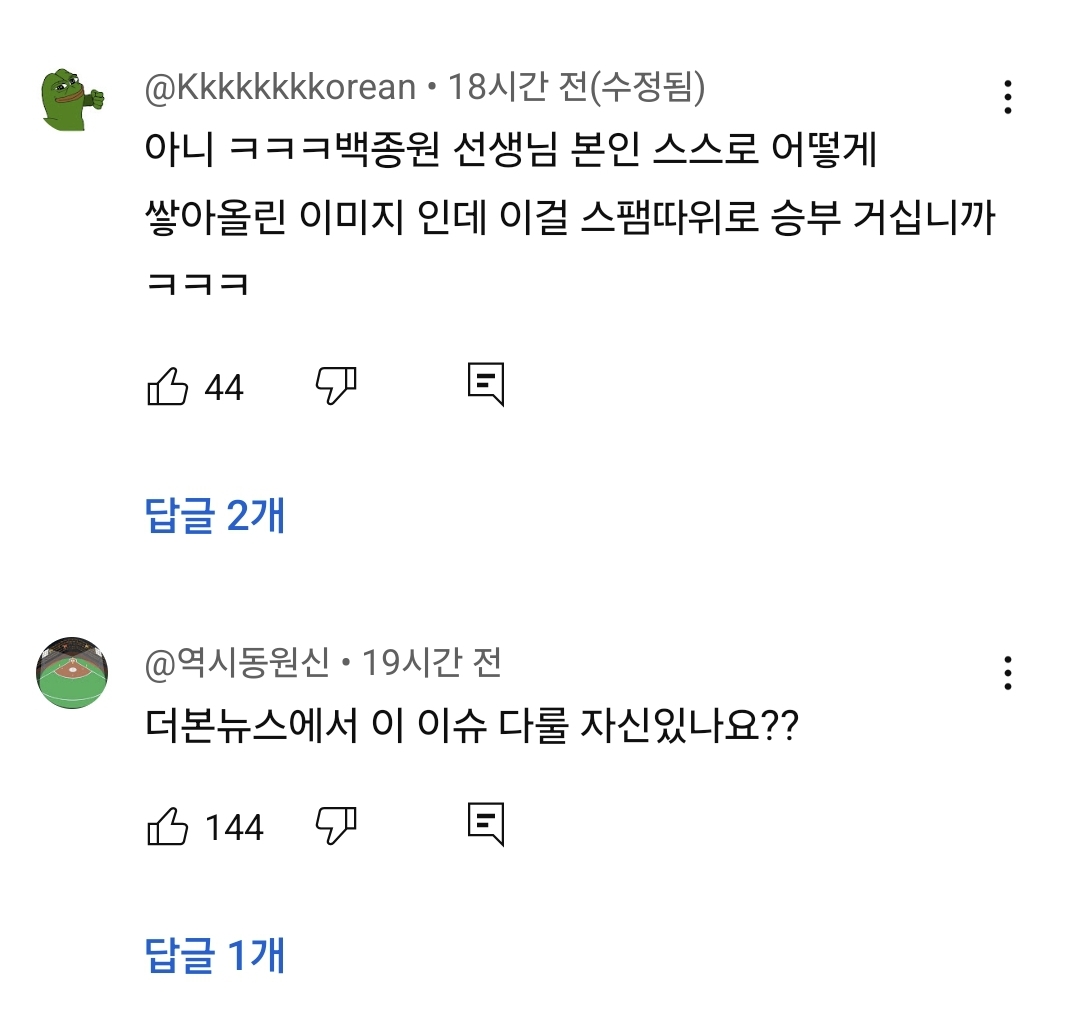 @Kkkkkkkkorean • 18시간 전(수정됨)
아니 ㅋㅋㅋ백종원 선생님 본인 스스로 어떻게
쌓아올린 이미지 인데 이걸 스팸따위로 승부 거십니까
ㅋㅋㅋ
44
답글 2개
@역시동원신 • 19시간 전
더본뉴스에서 이 이슈 다룰 자신있나요??
144
답글 1개